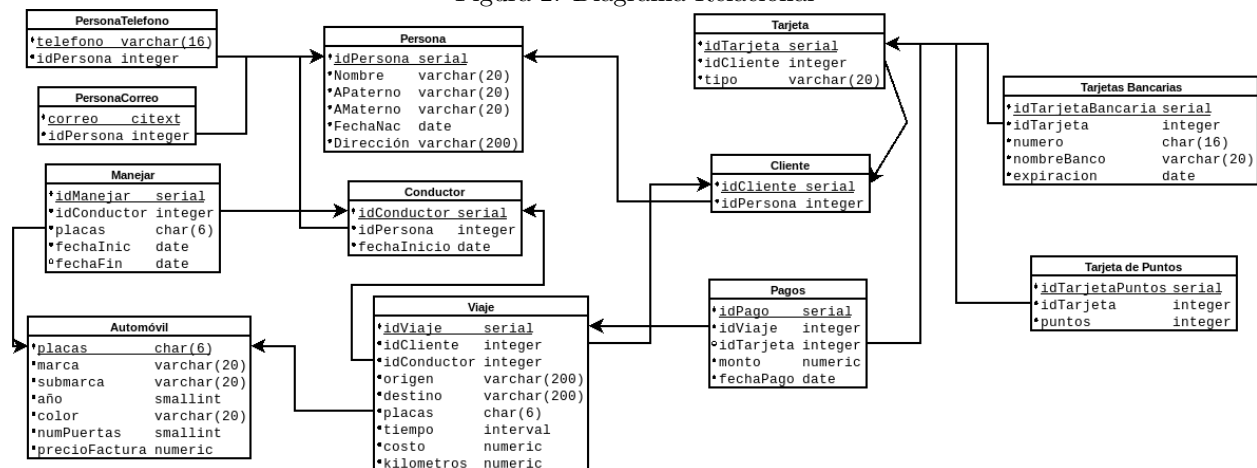 Figura 2: Diagrama Relacional
PersonaTelefono
telefono varchar(16)
idPersona integer
PersonaCorreo
correo citext
idPersona integer
Persona
idPersona serial
Nombre varchar(20)
APaterno varchar(20)
AMaterno varchar(20)
FechaNac date
Dirección varchar(200)
Tarjeta
idTarjeta serial
idCliente integer
tipo varchar(20)
Tarjetas Bancarias
idTarjetaBancaria serial
idTarjeta integer
numero char(16)
nombreBanco varchar(20)
expiracion date
Manejar
idManejar serial
idConductor integer
placas char(6)
fechaInic date
fechaFin date
Conductor
idConductor serial
idPersona integer
fechaInicio date
Cliente
idCliente serial
idPersona integer
Tarjeta de Puntos
idTarjetaPuntos serial
idTarjeta integer
puntos integer
Automóvil
placas char(6)
marca varchar(20)
submarca varchar(20)
año smallint
color varchar(20)
numPuertas smallint
precioFactura numeric
Viaje
idViaje serial
idCliente integer
idConductor integer
origen varchar(200)
destino varchar(200)
placas char(6)
tiempo interval
costo numeric
kilometros numeric
Pagos
idPago serial
idViaje integer
idTarjeta integer
monto numeric
fechaPago date